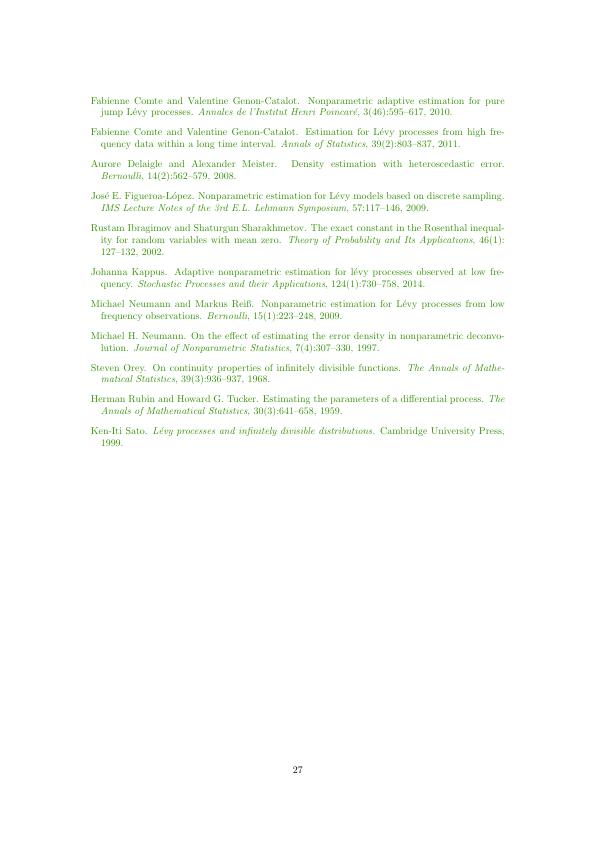 Fabienne Comte and Valentine Genon-Catalot. Nonparametric adaptive estimation for pure
jump Lévy processes. Annales de l'Institut Henri Poincaré, 3(46):595–617, 2010.
Fabienne Comte and Valentine Genon-Catalot. Estimation for Lévy processes from high fre-
quency data within a long time interval. Annals of Statistics, 39(2):803–837, 2011.
Aurore Delaigle and Alexander Meister. Density estimation with heteroscedastic error.
Bernoulli, 14(2):562–579, 2008.
José E. Figueroa-López. Nonparametric estimation for Lévy models based on discrete sampling.
IMS Lecture Notes of the 3rd E.L. Lehmann Symposium, 57:117–146, 2009.
Rustam Ibragimov and Shaturgun Sharakhmetov. The exact constant in the Rosenthal inequal-
ity for random variables with mean zero. Theory of Probability and Its Applications, 46(1):
127–132, 2002.
Johanna Kappus. Adaptive nonparametric estimation for lévy processes observed at low fre-
quency. Stochastic Processes and their Applications, 124(1):730–758, 2014.
Michael Neumann and Markus Reiß. Nonparametric estimation for Lévy processes from low
frequency observations. Bernoulli, 15(1):223–248, 2009.
Michael H. Neumann. On the effect of estimating the error density in nonparametric deconvo-
lution. Journal of Nonparametric Statistics, 7(4):307–330, 1997.
Steven Orey. On continuity properties of infinitely divisible functions. The Annals of Mathe-
matical Statistics, 39(3):936–937, 1968.
Herman Rubin and Howard G. Tucker. Estimating the parameters of a differential process. The
Annals of Mathematical Statistics, 30(3):641–658, 1959.
Ken-Iti Sato. Lévy processes and infinitely divisible distributions. Cambridge University Press,
1999.
27